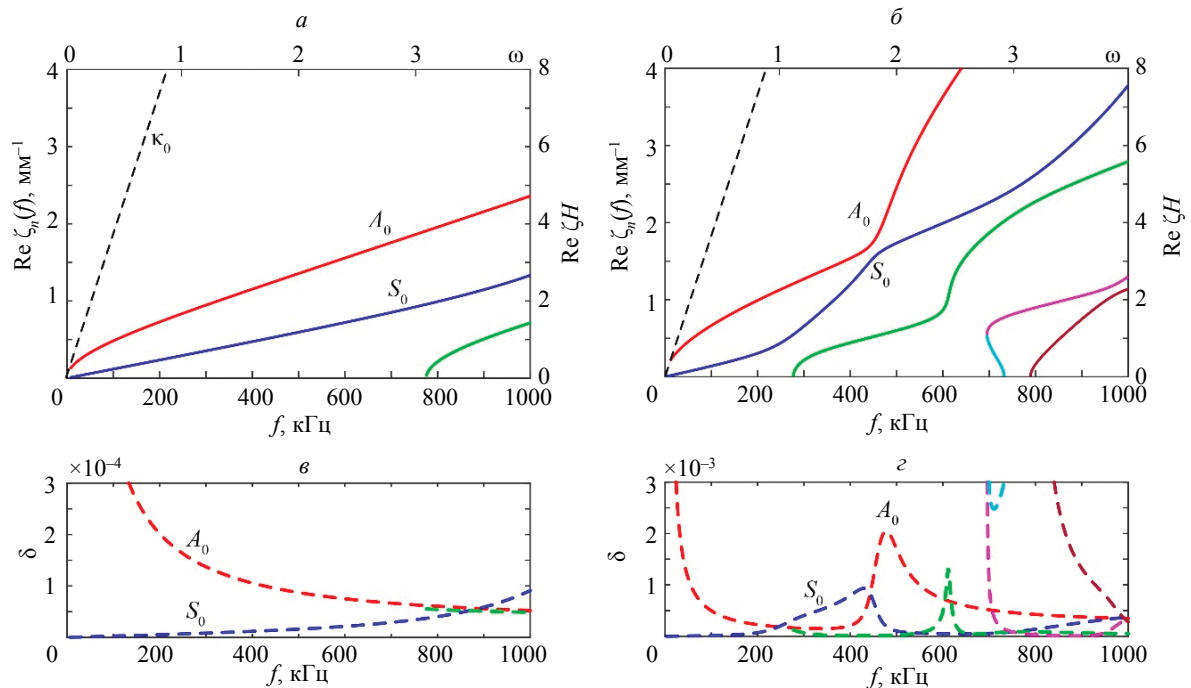 а
0 1 2 3 ω
4 8
κ₀
3 6
Re ζₙ(f), мм⁻¹
A₀
2 4
Re ζH
S₀
1 2
0
0 200 400 600 800 1000
f, кГц
б
0 1 2 3 ω
4 8
3 6
Re ζₙ(f), мм⁻¹
A₀
2 4
Re ζH
S₀
1 2
0
0 200 400 600 800 1000
f, кГц
×10⁻⁴ в
3
2
A₀
δ
1
S₀
0
0 200 400 600 800 1000
f, кГц
×10⁻³ г
3
A₀
2
δ
S₀
1
0
0 200 400 600 800 1000
f, кГц